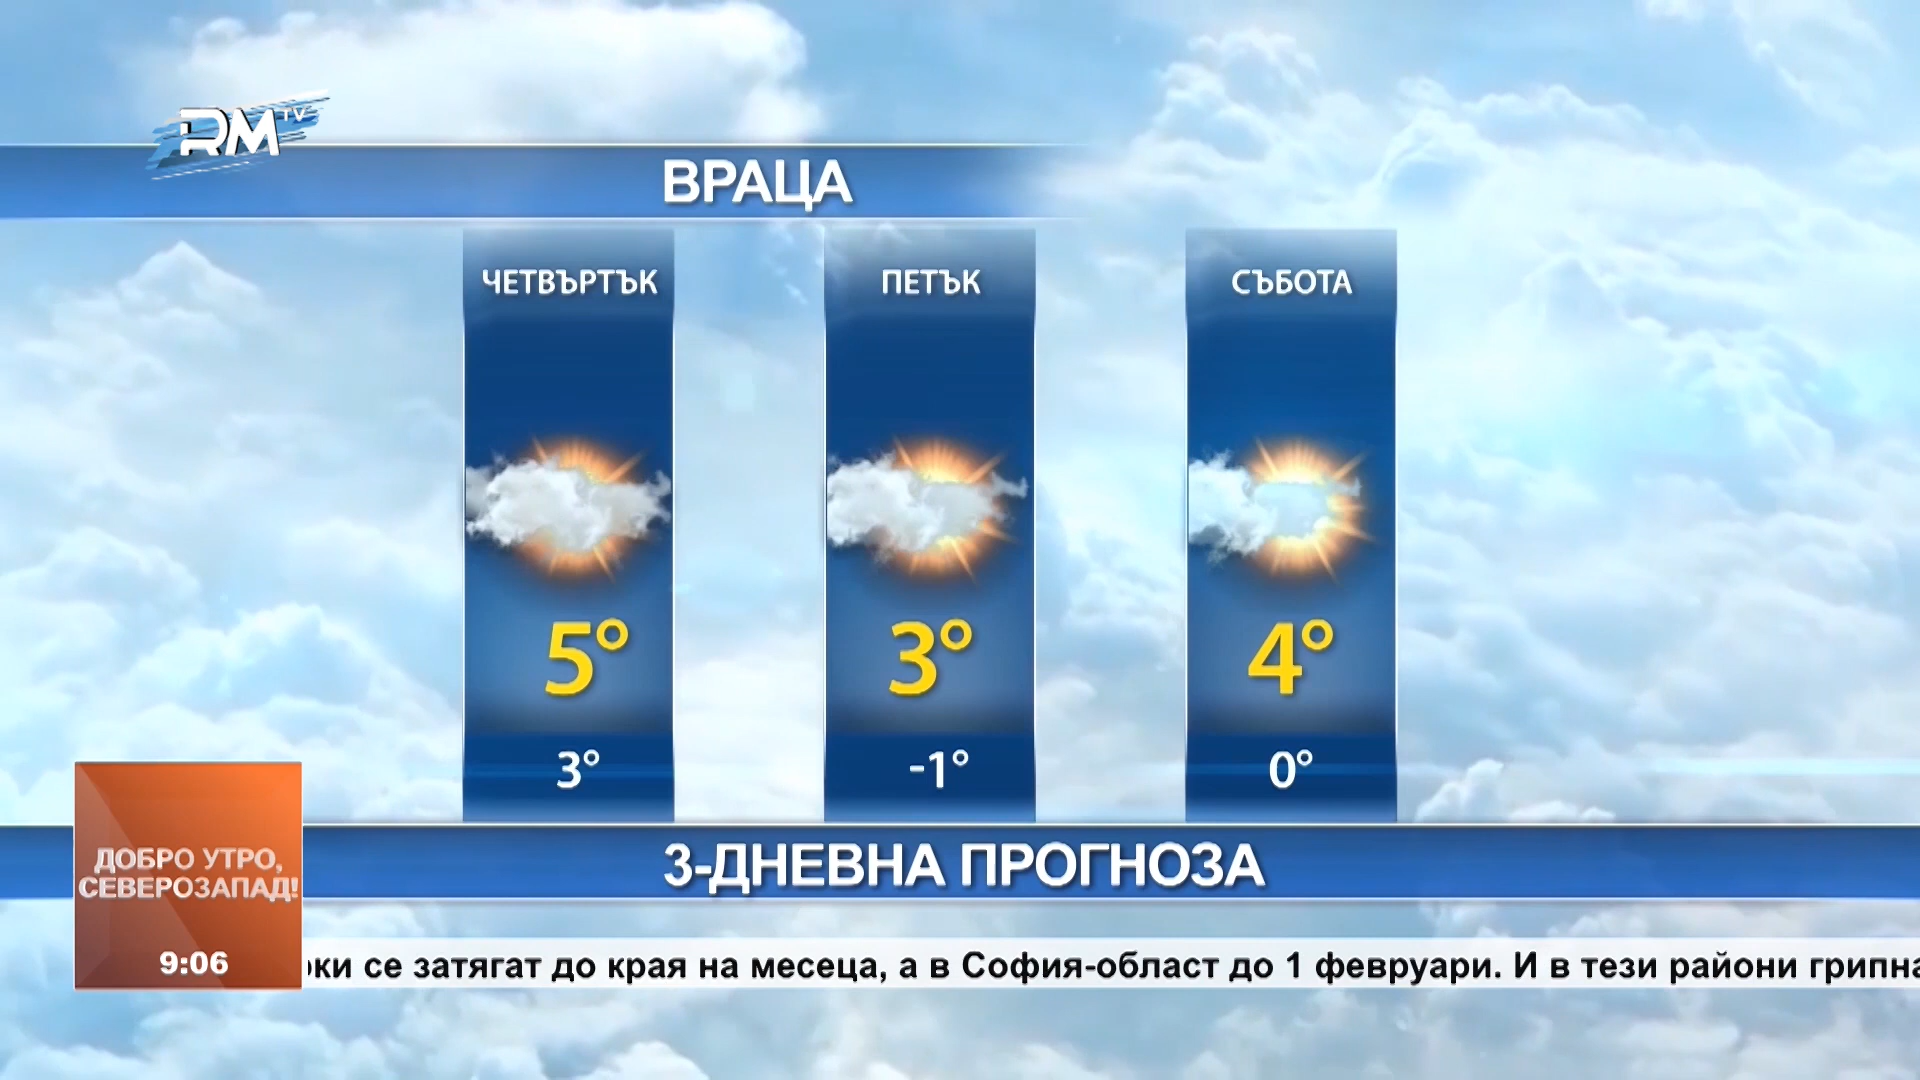 RM TV
ВРАЦА
ЧЕТВЪРТЪК ПЕТЪК СЪБОТА
5° 3° 4°
3° -1° 0°
3-ДНЕВНА ПРОГНОЗА
ДОБРО УТРО,
СЕВЕРОЗАПАД!
9:06
се затягат до края на месеца, а в София-област до 1 февруари. И в тези райони